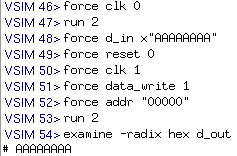 VSIM 46> force clk 0
VSIM 47> run 2
VSIM 48> force d_in x"AAAAAAAA"
VSIM 49> force reset 0
VSIM 50> force clk 1
VSIM 51> force data_write 1
VSIM 52> force addr "00000"
VSIM 53> run 2
VSIM 54> examine -radix hex d_out
# AAAAAAAA